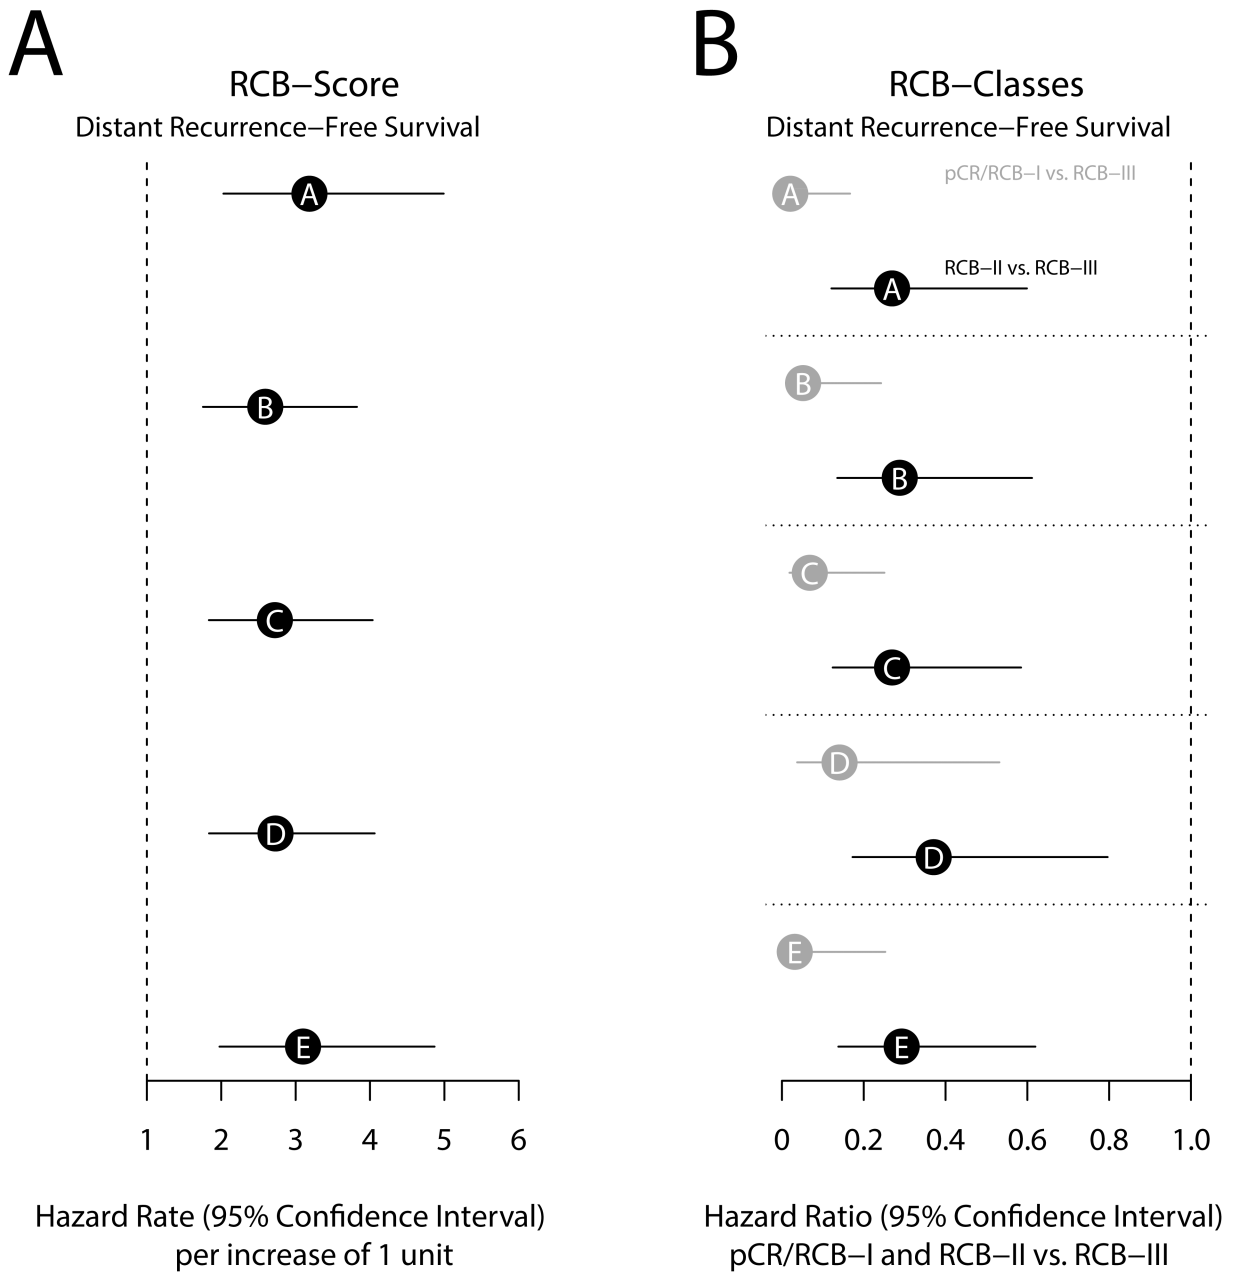 A
RCB–Score
Distant Recurrence–Free Survival
A
B
C
D
E
1 2 3 4 5 6
Hazard Rate (95% Confidence Interval)
per increase of 1 unit
B
RCB–Classes
Distant Recurrence–Free Survival
pCR/RCB–I vs. RCB–III
A
RCB–II vs. RCB–III
A
B
B
C
C
D
D
E
E
0 0.2 0.4 0.6 0.8 1.0
Hazard Ratio (95% Confidence Interval)
pCR/RCB–I and RCB–II vs. RCB–III